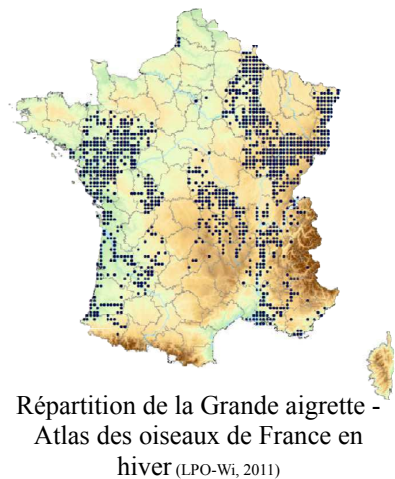 Répartition de la Grande aigrette -
Atlas des oiseaux de France en
hiver (LPO-Wi, 2011)